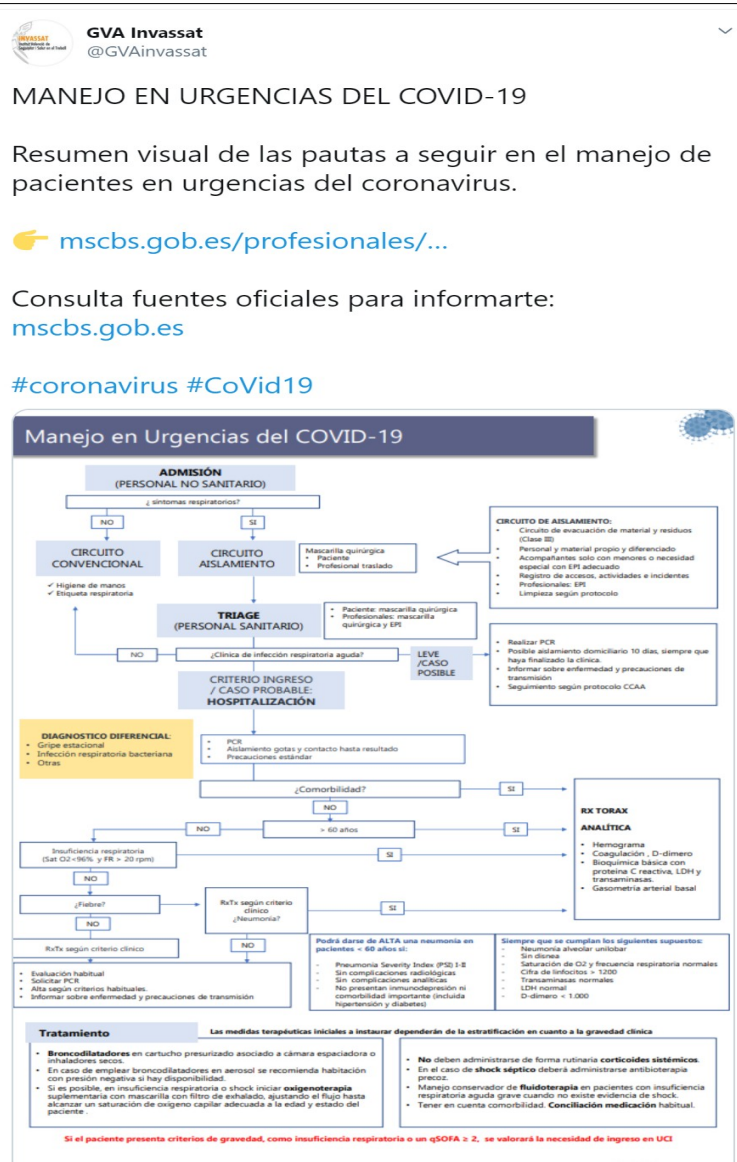 INVASSAT
GVA Invassat
@GVAinvassat
MANEJO EN URGENCIAS DEL COVID-19
Resumen visual de las pautas a seguir en el manejo de
pacientes en urgencias del coronavirus.
👉 mscbs.gob.es/profesionales/...
Consulta fuentes oficiales para informarte:
mscbs.gob.es
#coronavirus #CoVid19
Manejo en Urgencias del COVID-19
ADMISIÓN
(PERSONAL NO SANITARIO)
¿ síntomas respiratorios?
NO
SI
CIRCUITO
CONVENCIONAL
✓ Higiene de manos
✓ Etiqueta respiratoria
CIRCUITO
AISLAMIENTO
Mascarilla quirúrgica
• Paciente
• Profesional traslado
CIRCUITO DE AISLAMIENTO:
• Circuito de evacuación de material y residuos
(Clase III)
• Personal y material propio y diferenciado
• Acompañantes solo con menores o necesidad
especial con EPI adecuado
• Registro de accesos, actividades e incidentes
• Profesionales: EPI
• Limpieza según protocolo
TRIAGE
(PERSONAL SANITARIO)
• Paciente: mascarilla quirúrgica
• Profesionales: mascarilla
quirúrgica y EPI
NO
¿Clínica de infección respiratoria aguda?
LEVE
/CASO
POSIBLE
• Realizar PCR
• Posible aislamiento domiciliario 10 días, siempre que
haya finalizado la clínica.
• Informar sobre enfermedad y precauciones de
transmisión
• Seguimiento según protocolo CCAA
CRITERIO INGRESO
/ CASO PROBABLE:
HOSPITALIZACIÓN
DIAGNOSTICO DIFERENCIAL:
• Gripe estacional
• Infección respiratoria bacteriana
• Otras
• PCR
• Aislamiento gotas y contacto hasta resultado
• Precauciones estándar
¿Comorbilidad?
SI
NO
> 60 años
NO
SI
Insuficiencia respiratoria
(Sat O2<96% y FR > 20 rpm)
SI
NO
¿Fiebre?
RxTx según criterio
clínico
¿Neumonía?
SI
NO
NO
RxTx según criterio clínico
RX TORAX
ANALÍTICA
• Hemograma
• Coagulación , D-dímero
• Bioquímica básica con
proteína C reactiva, LDH y
transaminasas.
• Gasometría arterial basal
• Evaluación habitual
• Solicitar PCR
• Alta según criterios habituales.
• Informar sobre enfermedad y precauciones de transmisión
Podrá darse de ALTA una neumonía en
pacientes < 60 años si:
- Pneumonia Severity Index (PSI) I-II
- Sin complicaciones radiológicas
- Sin complicaciones analíticas
- No presentan inmunodepresión ni
comorbilidad importante (incluida
hipertensión y diabetes)
Siempre que se cumplan los siguientes supuestos:
- Neumonía alveolar unilobar
- Sin disnea
- Saturación de O2 y frecuencia respiratoria normales
- Cifra de linfocitos > 1200
- Transaminasas normales
- LDH normal
- D-dímero < 1.000
Tratamiento
Las medidas terapéuticas iniciales a instaurar dependerán de la estratificación en cuanto a la gravedad clínica
• Broncodilatadores en cartucho presurizado asociado a cámara espaciadora o
inhaladores secos.
• En caso de emplear broncodilatadores en aerosol se recomienda habitación
con presión negativa si hay disponibilidad.
• Si es posible, en insuficiencia respiratoria o shock iniciar oxigenoterapia
suplementaria con mascarilla con filtro de exhalado, ajustando el flujo hasta
alcanzar un saturación de oxígeno capilar adecuada a la edad y estado del
paciente .
• No deben administrarse de forma rutinaria corticoides sistémicos.
• En el caso de shock séptico deberá administrarse antibioterapia
precoz.
• Manejo conservador de fluidoterapia en pacientes con insuficiencia
respiratoria aguda grave cuando no existe evidencia de shock.
• Tener en cuenta comorbilidad. Conciliación medicación habitual.
Si el paciente presenta criterios de gravedad, como insuficiencia respiratoria o un qSOFA ≥ 2, se valorará la necesidad de ingreso en UCI